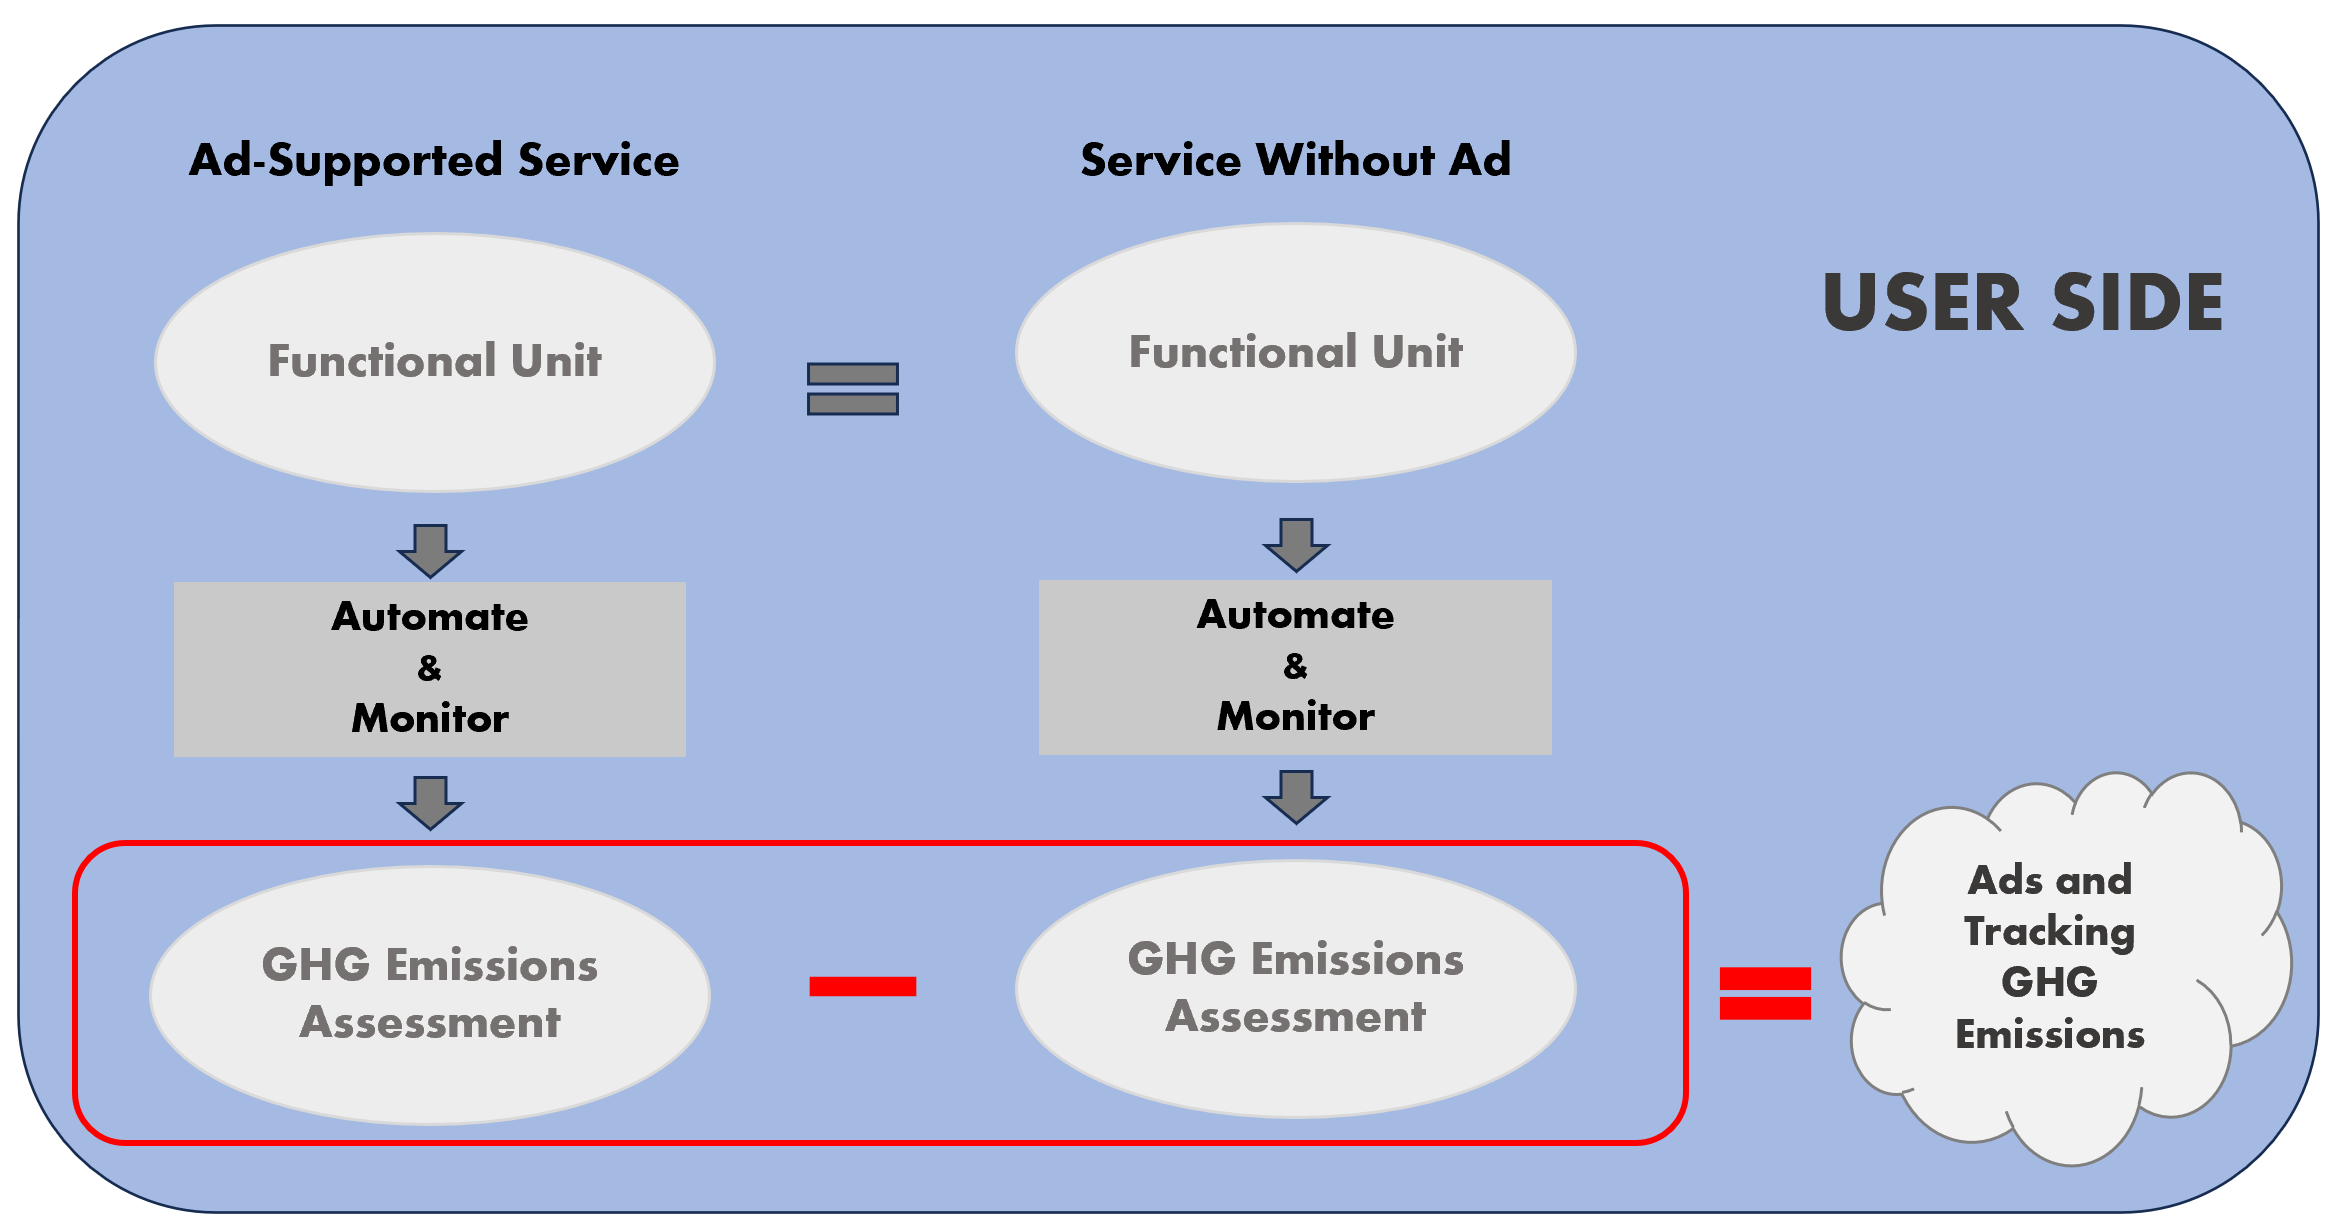 Ad-Supported Service
Service Without Ad
USER SIDE
Functional Unit
Functional Unit
Automate
&
Monitor
Automate
&
Monitor
GHG Emissions
Assessment
GHG Emissions
Assessment
Ads and
Tracking
GHG
Emissions